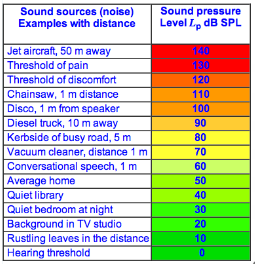 Sound sources (noise) Sound pressure
Examples with distance Level Lp dB SPL
Jet aircraft, 50 m away 140
Threshold of pain 130
Threshold of discomfort 120
Chainsaw, 1 m distance 110
Disco, 1 m from speaker 100
Diesel truck, 10 m away 90
Kerbside of busy road, 5 m 80
Vacuum cleaner, distance 1 m 70
Conversational speech, 1 m 60
Average home 50
Quiet library 40
Quiet bedroom at night 30
Background in TV studio 20
Rustling leaves in the distance 10
Hearing threshold 0